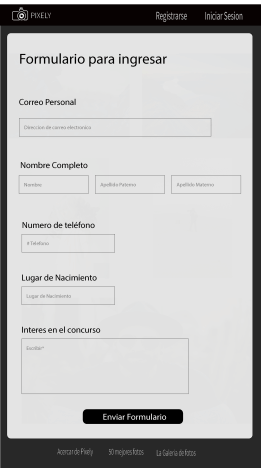 PIXELY Registrarse Iniciar Sesion
Formulario para ingresar
Correo Personal
Direccion de correo electronico
Nombre Completo
Nombre Apellido Paterno Apellido Materno
Numero de teléfono
# Telefono
Lugar de Nacimiento
Lugar de Nacimiento
Interes en el concurso
Escribir*
Enviar Formulario
Acercar de Pixely 50 mejores fotos La Galeria de fotos